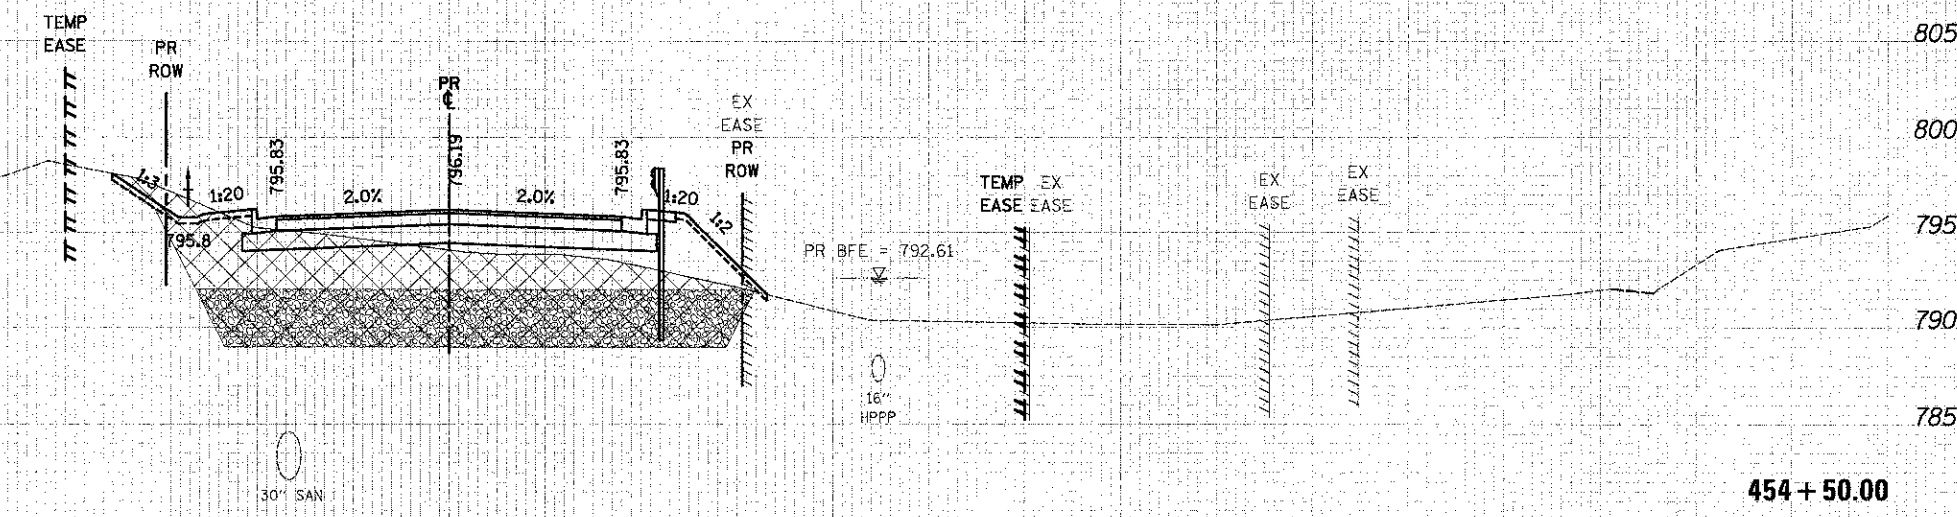 TEMP
EASE
PR
ROW
PR
℄
EX
EASE
PR
ROW
TEMP EX
EASE EASE
EX
EASE
EX
EASE
805
800
795
790
785
795.83
796.19
795.83
1:3
1:20
2.0%
2.0%
1:20
1:2
795.8
PR BFE = 792.61
16"
HPPP
30" SAN
454+50.00